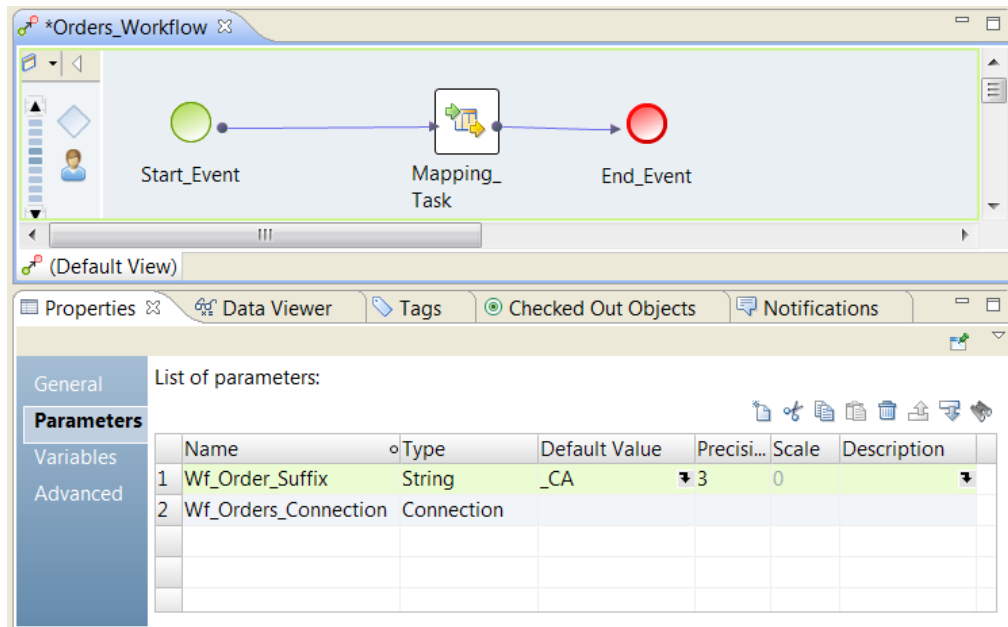 *Orders_Workflow
Start_Event
Mapping_
Task
End_Event
(Default View)
Properties Data Viewer Tags Checked Out Objects Notifications
General
Parameters
Variables
Advanced
List of parameters:
Name Type Default Value Precisi... Scale Description
1 Wf_Order_Suffix String _CA 3 0
2 Wf_Orders_Connection Connection